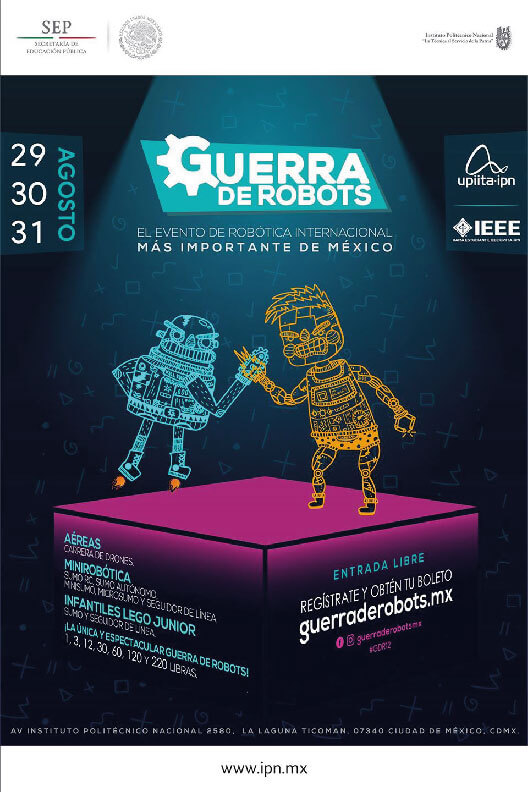 SEP
SECRETARÍA DE
EDUCACIÓN PÚBLICA
Instituto Politécnico Nacional
"La Técnica al Servicio de la Patria"
29
30
31
AGOSTO
GUERRA
DE ROBOTS
EL EVENTO DE ROBÓTICA INTERNACIONAL
MÁS IMPORTANTE DE MÉXICO
upiita-ipn
IEEE
AÉREAS
CARRERA DE DRONES.
MINIROBÓTICA
SUMO RC, SUMO AUTÓNOMO,
MINISUMO, MICROSUMO Y SEGUIDOR DE LÍNEA
INFANTILES LEGO JUNIOR
SUMO Y SEGUIDOR DE LÍNEA.
¡LA ÚNICA Y ESPECTACULAR GUERRA DE ROBOTS!
1, 3, 12, 30, 60, 120 Y 220 LIBRAS.
ENTRADA LIBRE
REGÍSTRATE Y OBTÉN TU BOLETO
guerraderobots.mx
guerraderobots.mx
#GDR12
AV INSTITUTO POLITÉCNICO NACIONAL 2580, LA LAGUNA TICOMAN, 07340 CIUDAD DE MÉXICO, CDMX.
www.ipn.mx